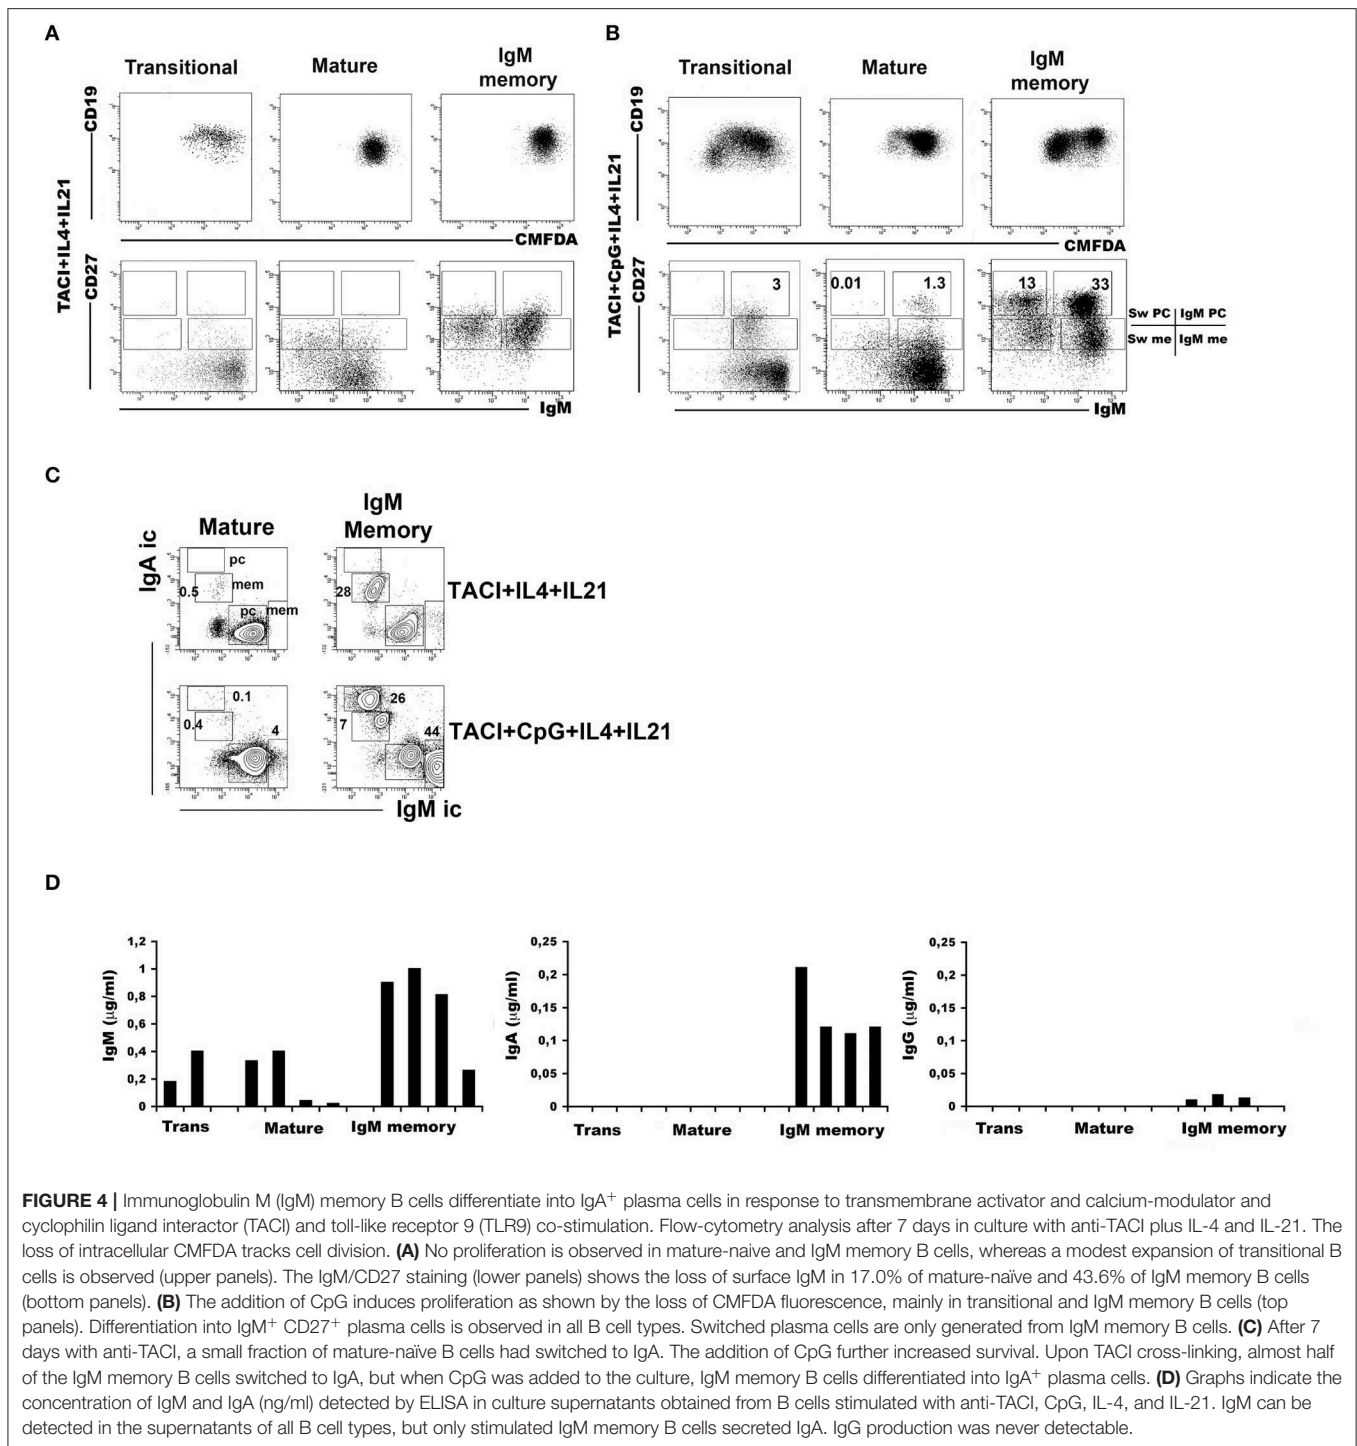 A
B
Transitional
Mature
IgM
memory
Transitional
Mature
IgM
memory
TACI+IL4+IL21
CD19
CMFDA
CD27
IgM
TACI+CpG+IL4+IL21
CD19
CMFDA
CD27
3
0.01
1.3
13
33
Sw PC
IgM PC
Sw me
IgM me
IgM
C
IgA ic
Mature
IgM
Memory
pc
0.5
mem
pc
mem
28
TACI+IL4+IL21
0.1
0.4
4
26
7
44
TACI+CpG+IL4+IL21
IgM ic
D
IgM (µg/ml)
1,2
1
0,8
0,6
0,4
0,2
0
Trans
Mature
IgM memory
IgA (µg/ml)
0,25
0,2
0,15
0,1
0,05
0
Trans
Mature
IgM memory
IgG (µg/ml)
0,25
0,2
0,15
0,1
0,05
0
Trans
Mature
IgM memory
FIGURE 4 | Immunoglobulin M (IgM) memory B cells differentiate into IgA+ plasma cells in response to transmembrane activator and calcium-modulator and
cyclophilin ligand interactor (TACI) and toll-like receptor 9 (TLR9) co-stimulation. Flow-cytometry analysis after 7 days in culture with anti-TACI plus IL-4 and IL-21. The
loss of intracellular CMFDA tracks cell division. (A) No proliferation is observed in mature-naive and IgM memory B cells, whereas a modest expansion of transitional B
cells is observed (upper panels). The IgM/CD27 staining (lower panels) shows the loss of surface IgM in 17.0% of mature-naïve and 43.6% of IgM memory B cells
(bottom panels). (B) The addition of CpG induces proliferation as shown by the loss of CMFDA fluorescence, mainly in transitional and IgM memory B cells (top
panels). Differentiation into IgM+ CD27+ plasma cells is observed in all B cell types. Switched plasma cells are only generated from IgM memory B cells. (C) After 7
days with anti-TACI, a small fraction of mature-naïve B cells had switched to IgA. The addition of CpG further increased survival. Upon TACI cross-linking, almost half
of the IgM memory B cells switched to IgA, but when CpG was added to the culture, IgM memory B cells differentiated into IgA+ plasma cells. (D) Graphs indicate the
concentration of IgM and IgA (ng/ml) detected by ELISA in culture supernatants obtained from B cells stimulated with anti-TACI, CpG, IL-4, and IL-21. IgM can be
detected in the supernatants of all B cell types, but only stimulated IgM memory B cells secreted IgA. IgG production was never detectable.